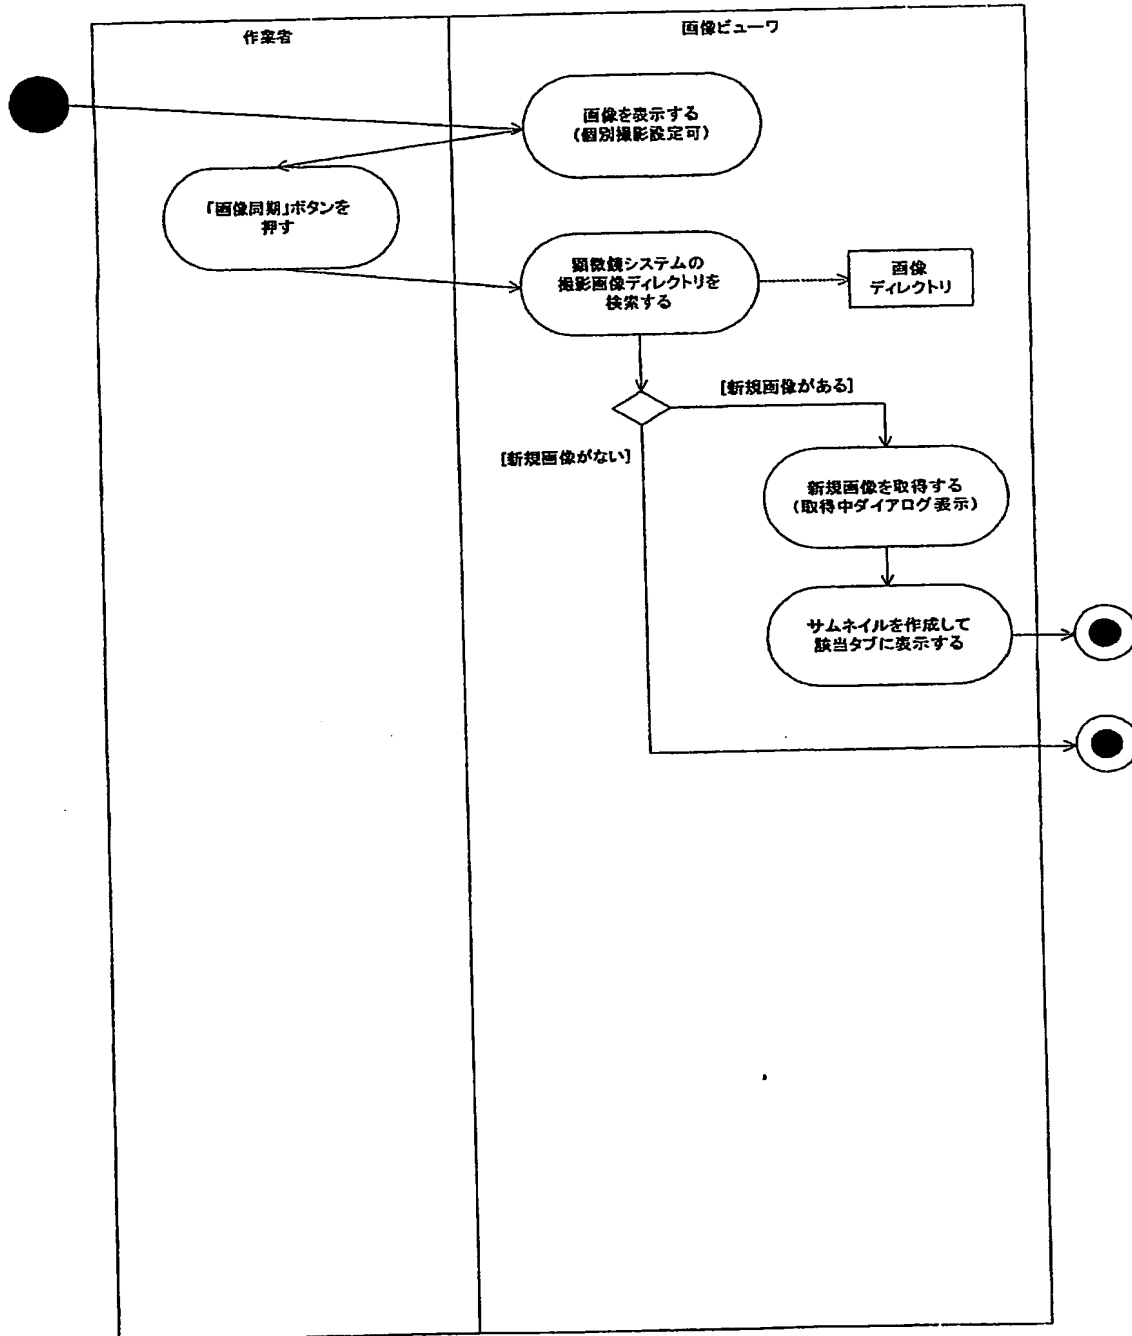 作業者
画像ビューワ
画像を表示する
（個別撮影設定可）
「画像同期」ボタンを
押す
顕微鏡システムの
撮影画像ディレクトリを
検索する
画像
ディレクトリ
[新規画像がある]
[新規画像がない]
新規画像を取得する
（取得中ダイアログ表示）
サムネイルを作成して
該当タブに表示する